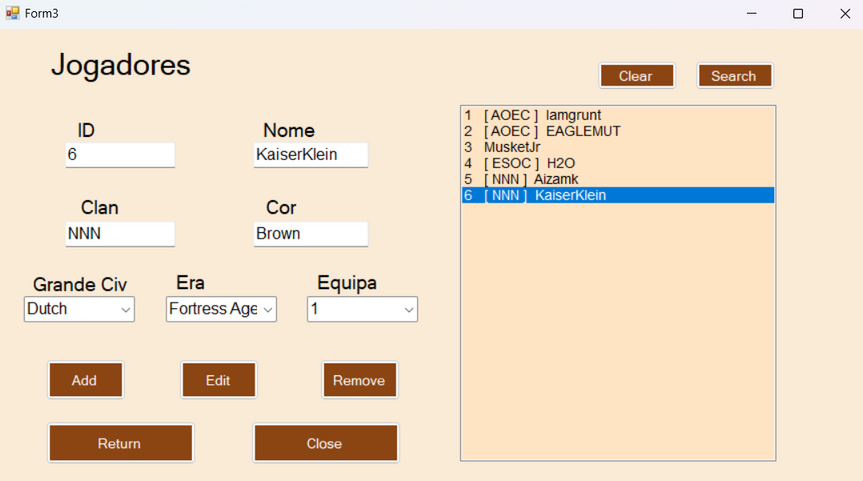 Form3
Jogadores
Clear Search
ID Nome
6 KaiserKlein
Clan Cor
NNN Brown
Grande Civ Era Equipa
Dutch Fortress Age 1
Add Edit Remove
Return Close
1 [ AOEC ] Iamgrunt
2 [ AOEC ] EAGLEMUT
3 MusketJr
4 [ ESOC ] H2O
5 [ NNN ] Aizamk
6 [ NNN ] KaiserKlein